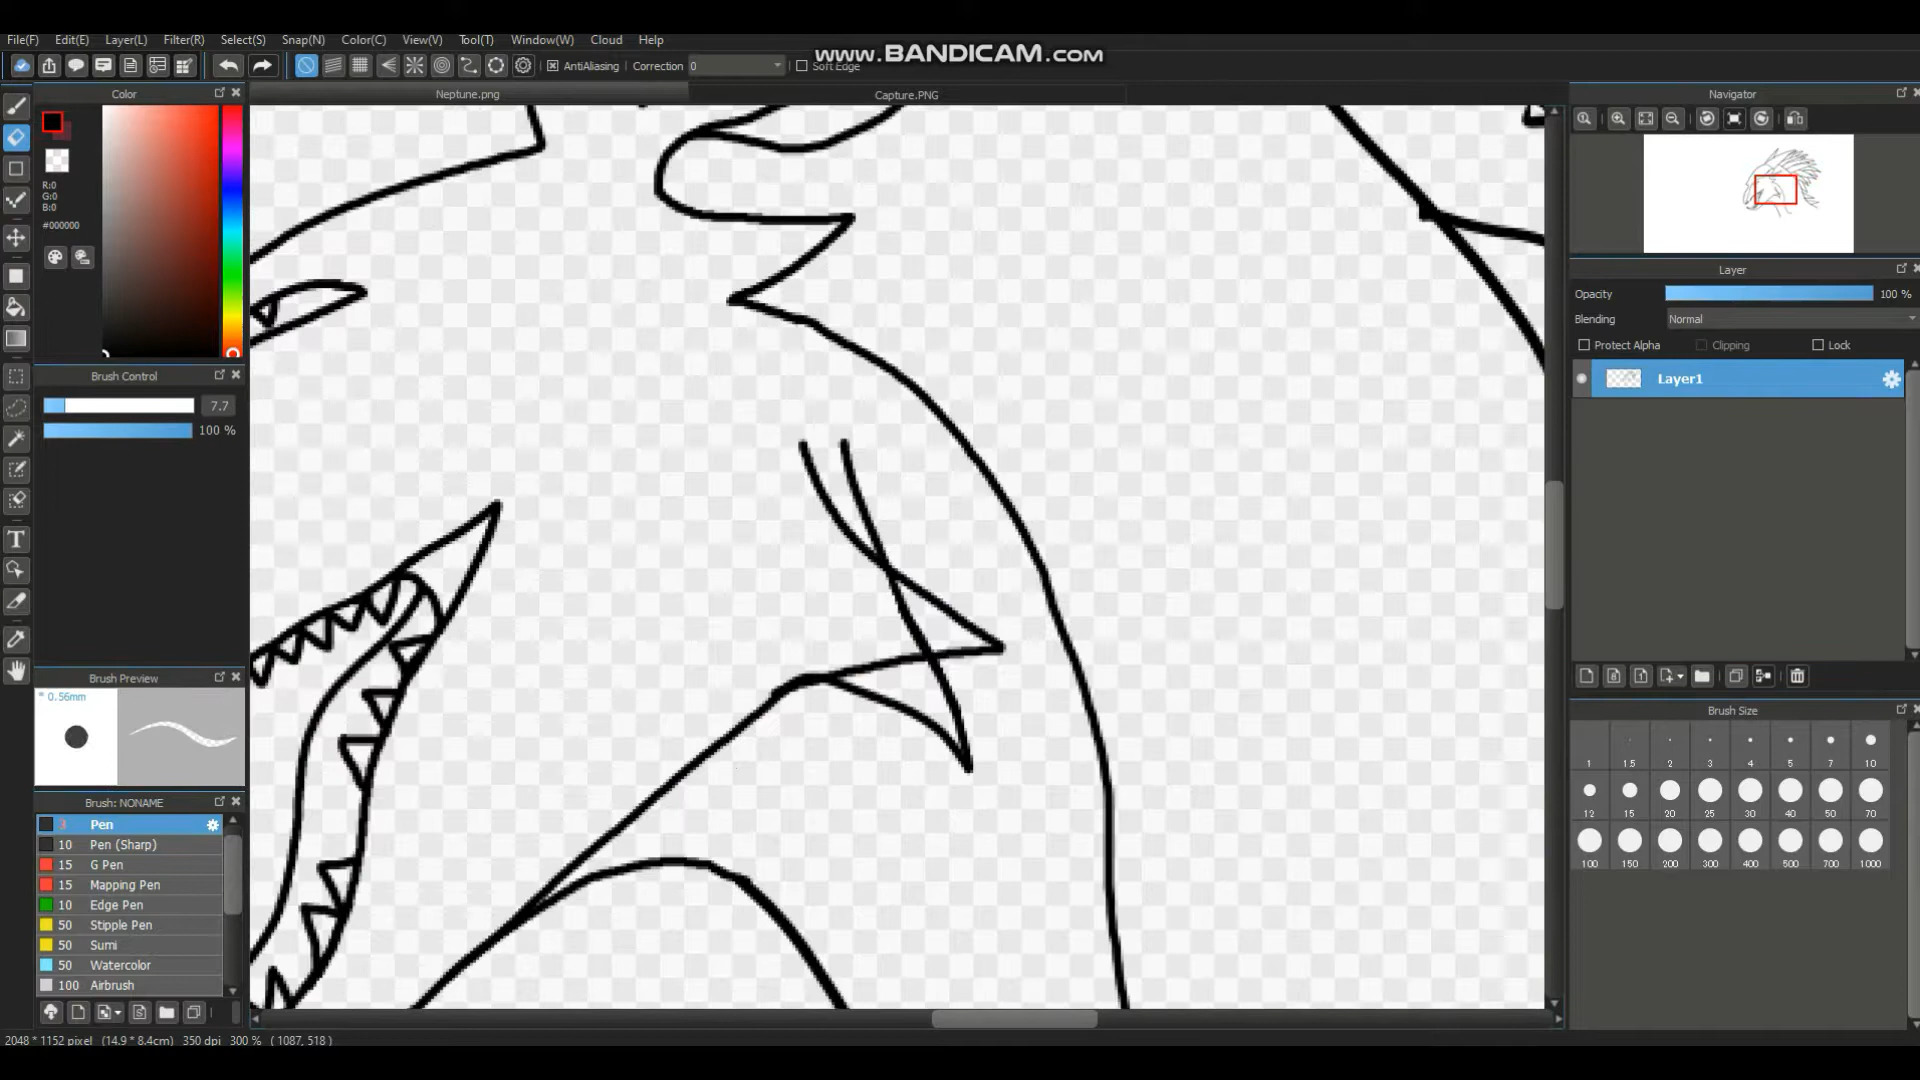 www.BANDICAM.com
File(F) Edit(E) Layer(L) Filter(R) Select(S) Snap(N) Color(C) View(V) Tool(T) Window(W) Cloud Help
AntiAliasing Correction 0 Soft Edge
Color
Neptune.png
Capture.PNG
Navigator
R:0
G:0
B:0
#000000
Layer
Opacity 100 %
Blending Normal
Protect Alpha Clipping Lock
Layer1
Brush Control
7.7
100 %
T
Brush Preview
* 0.56mm
Brush Size
1 1.5 2 3 4 5 7 10
12 15 20 25 30 40 50 70
100 150 200 300 400 500 700 1000
Brush: NONAME
3 Pen
10 Pen (Sharp)
15 G Pen
15 Mapping Pen
10 Edge Pen
50 Stipple Pen
50 Sumi
50 Watercolor
100 Airbrush
2048 * 1152 pixel (14.9 * 8.4cm) 350 dpi 300 % ( 1087, 518 )